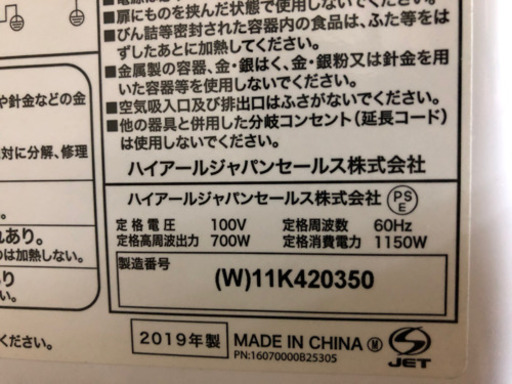 ■扉にものを挟んだ状態で使用しない
■びん詰等密封された容器内の食品は、ふた等をは
ずしたあとに加熱してください。
■金属製の容器、金・銀はく、金・銀粉又は針金を用
いた容器等を使用しないでください。
■空気吸入口及び排出口はふさがないでください。
■他の器具と併用した分岐コンセント(延長コード)
は使用しないでください。
ハイアールジャパンセールス株式会社
や針金などの金
対に分解、修理
れあり。
のは加熱しない。
あり
ください。
ハイアールジャパンセールス株式会社 PSE
定格電圧 100V 定格周波数 60Hz
定格高周波出力 700W 定格消費電力 1150W
製造番号
(W)11K420350
2019年製 MADE IN CHINA M
PN:16070000B25305
S JET